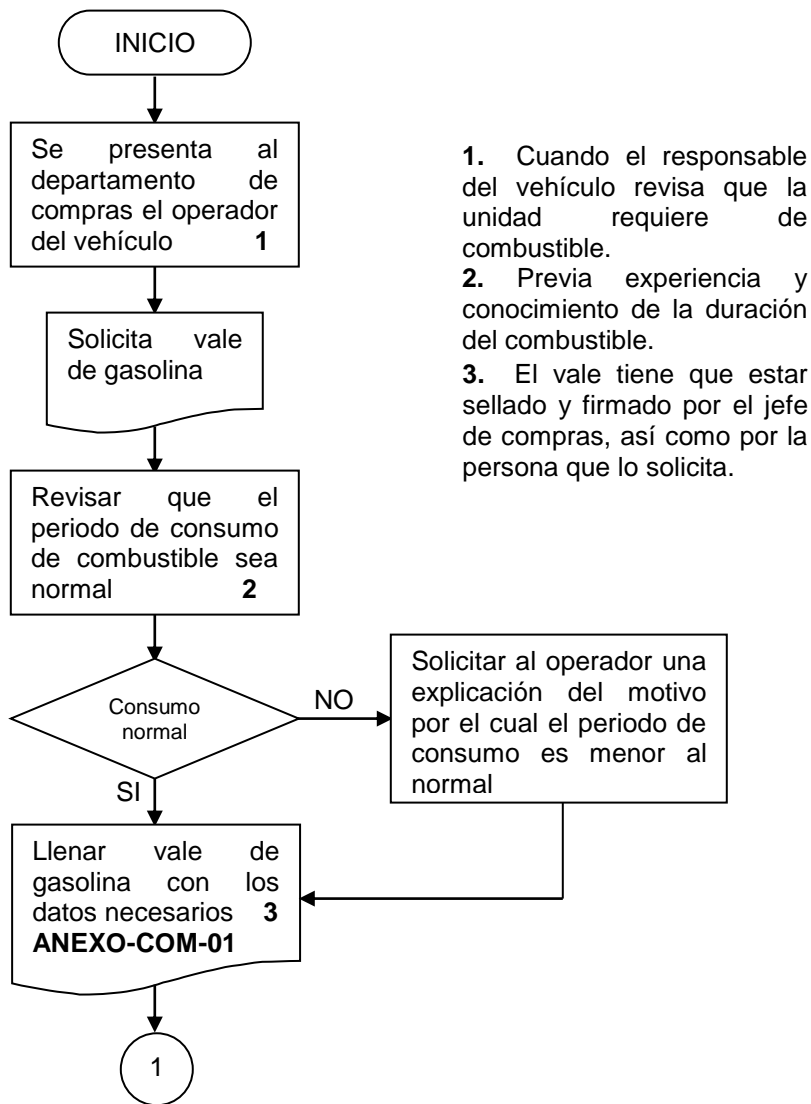 INICIO
Se presenta al
departamento de
compras el operador
del vehículo 1
Solicita vale
de gasolina
Revisar que el
periodo de consumo
de combustible sea
normal 2
Consumo
normal
NO
Solicitar al operador una
explicación del motivo
por el cual el periodo de
consumo es menor al
normal
SI
Llenar vale de
gasolina con los
datos necesarios 3
ANEXO-COM-01
1
1. Cuando el responsable
del vehículo revisa que la
unidad requiere de
combustible.
2. Previa experiencia y
conocimiento de la duración
del combustible.
3. El vale tiene que estar
sellado y firmado por el jefe
de compras, así como por la
persona que lo solicita.